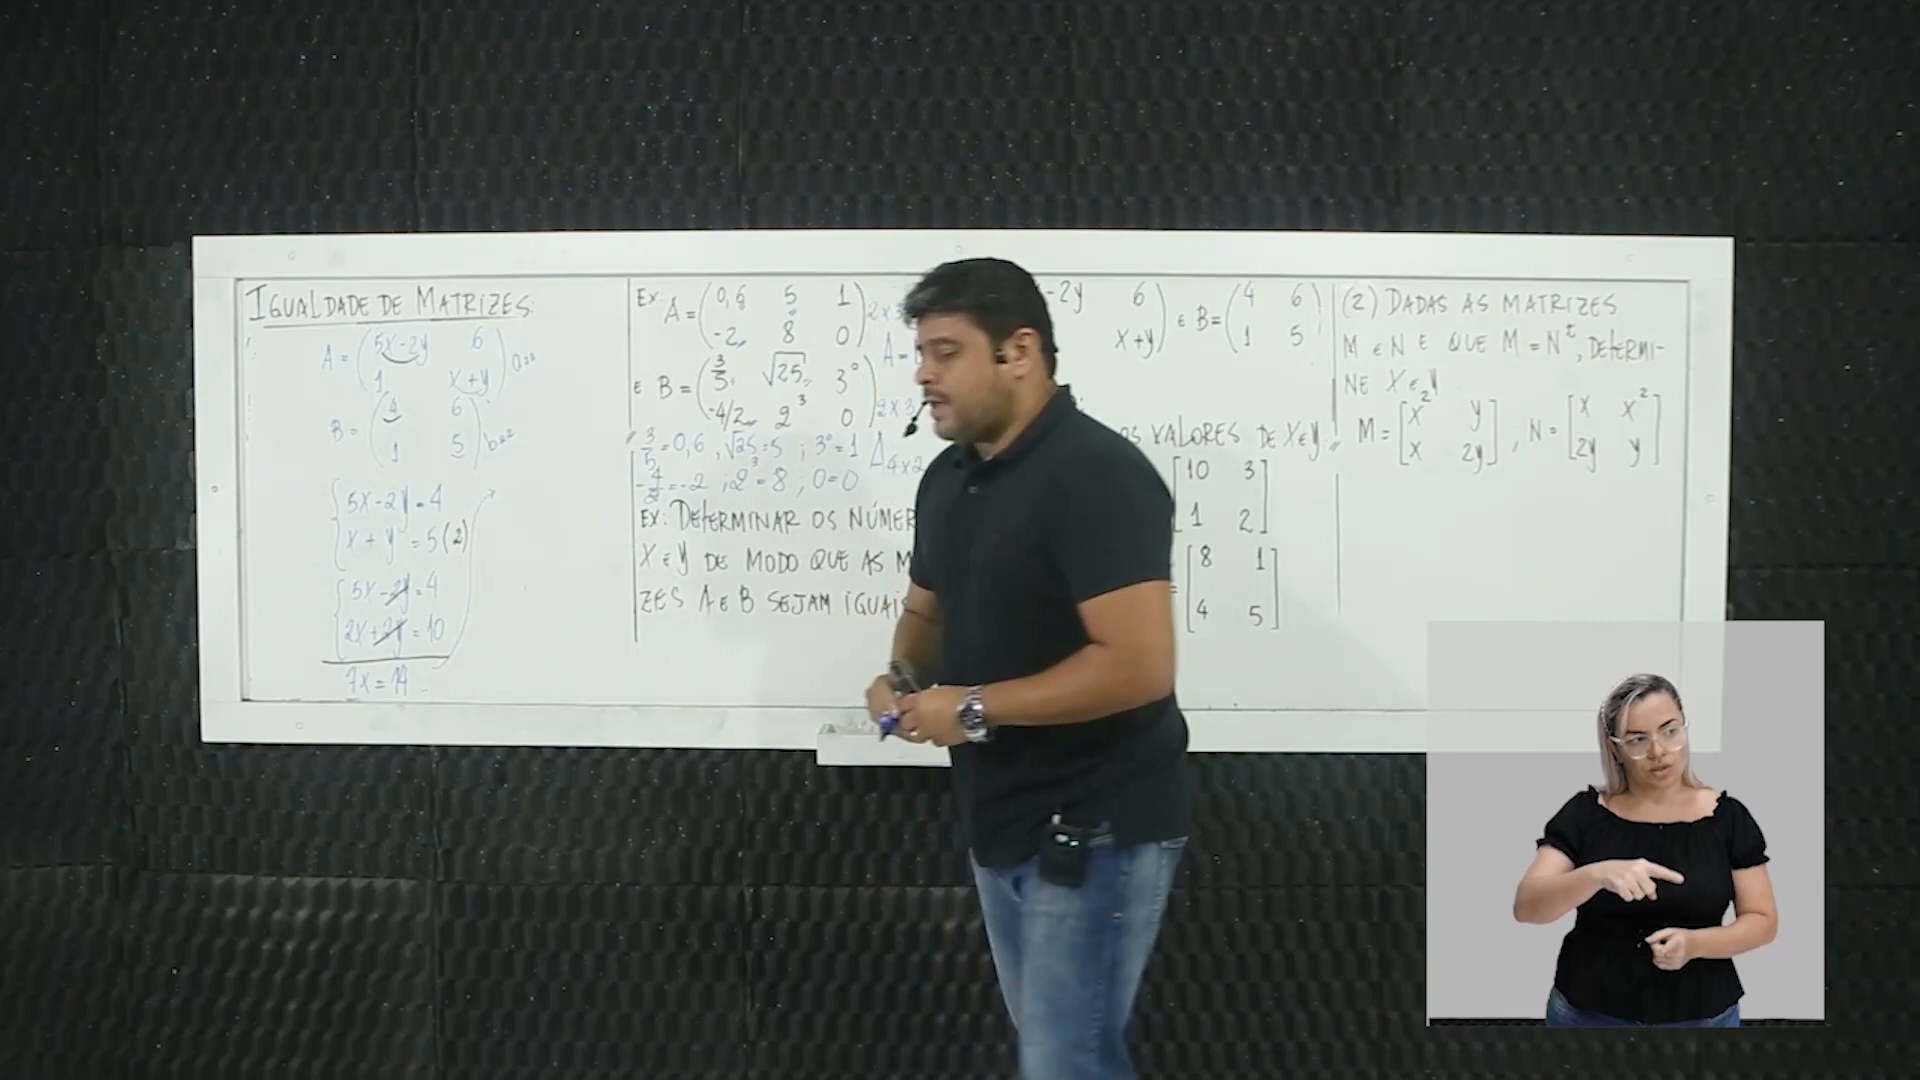 IGUALDADE DE MATRIZES:
A = (5x-2y 6
1 x+y)
B = (4 6
1 5)
5x-2y=4
x+y=5(2)
5x-2y=4
2x+2y=10
7x=14
Ex: A = (0,6 5 1
-2 8 0) 2x3
E B = (3/5 √25 3°
-4/2 2³ 0) 2x3
3/5=0,6, √25=5; 3°=1
-4/2=-2; 2³=8; 0=0
EX: DETERMINAR OS
X E Y DE MODO QUE AS
ZES A E B SEJAM IGUAIS
A=
A4x2
-2y 6
x+y) E B=(4 6
1 5)
OS VALORES DE X E Y
[10 3
1 2]
= [8 1
4 5]
(2) DADAS AS MATRIZES
M E N E QUE M = Nᵗ, DETERMI-
NE X E Y
M = [x² y
x 2y], N = [x x²
2y y]